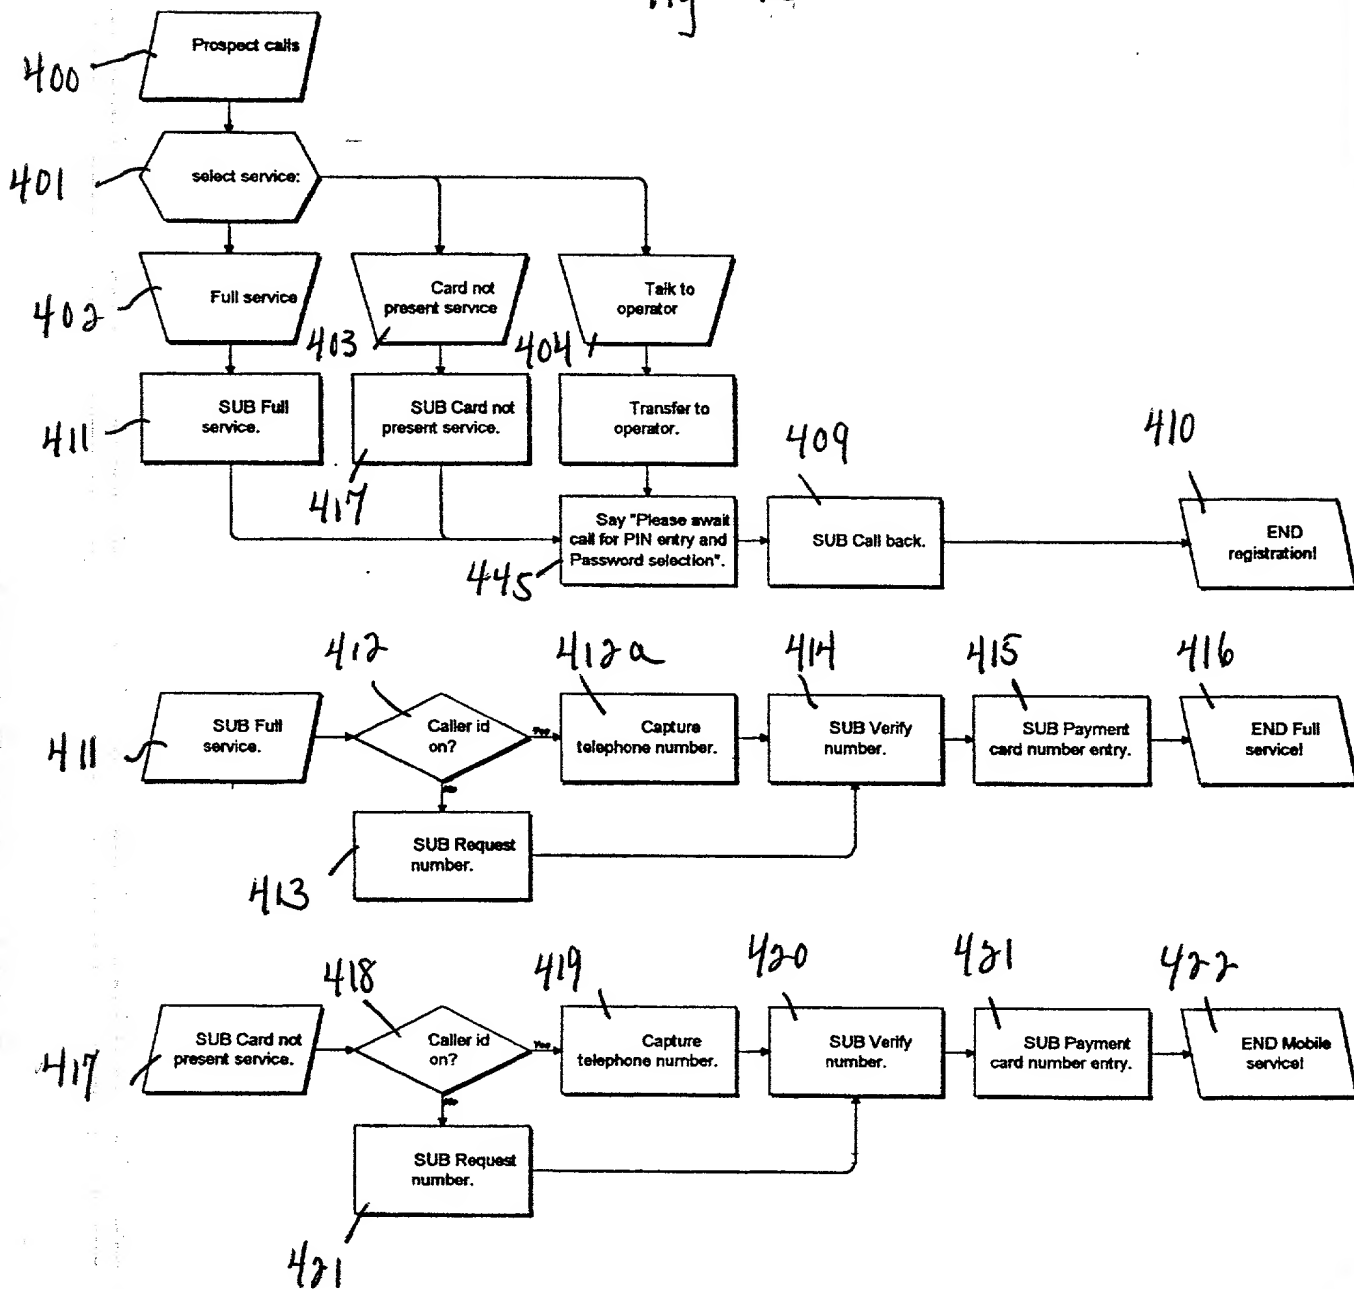 Prospect calls
400
401
select service:
402
Full service
Card not
present service
403
Talk to
operator
404
411
SUB Full
service.
SUB Card not
present service.
417
Transfer to
operator.
409
410
Say "Please await
call for PIN entry and
Password selection".
445
SUB Call back.
END
registration!
412
412a
414
415
416
411
SUB Full
service.
Caller id
on?
Yes
Capture
telephone number.
SUB Verify
number.
SUB Payment
card number entry.
END Full
service!
No
SUB Request
number.
413
418
419
420
421
422
417
SUB Card not
present service.
Caller id
on?
Yes
Capture
telephone number.
SUB Verify
number.
SUB Payment
card number entry.
END Mobile
service!
No
SUB Request
number.
421